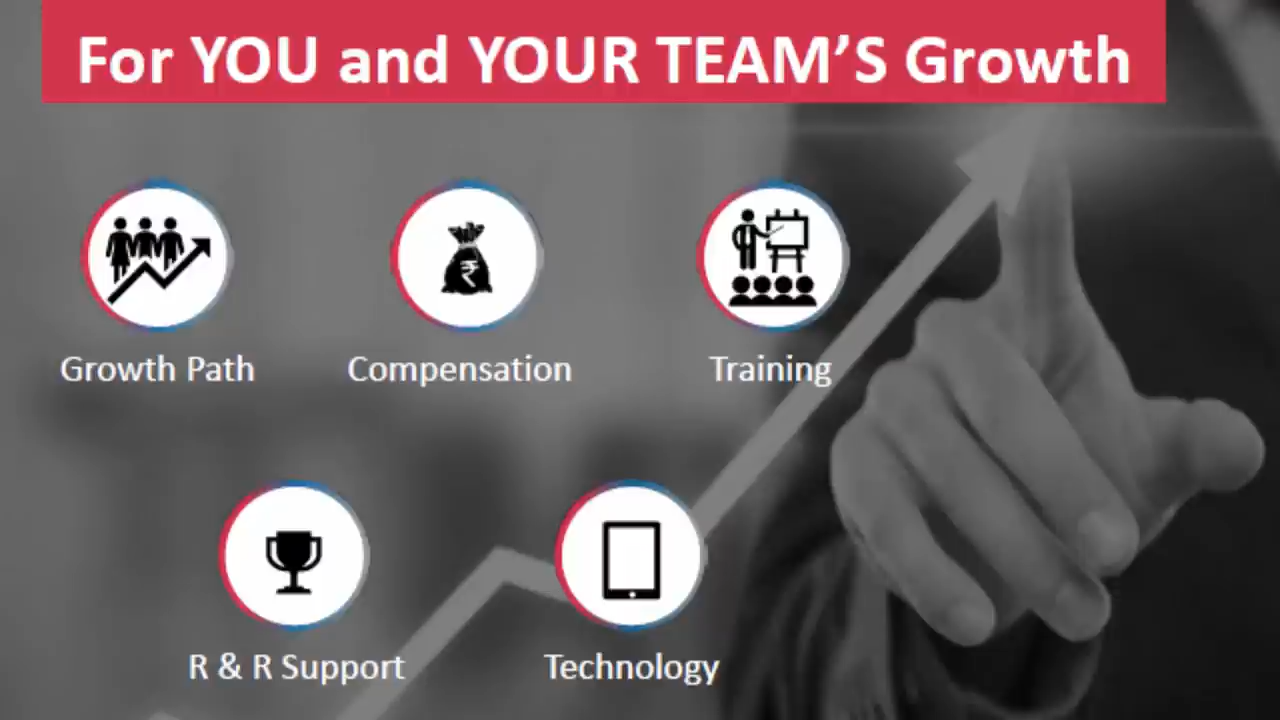 For YOU and YOUR TEAM’S Growth
₹
Growth Path
Compensation
Training
R & R Support
Technology